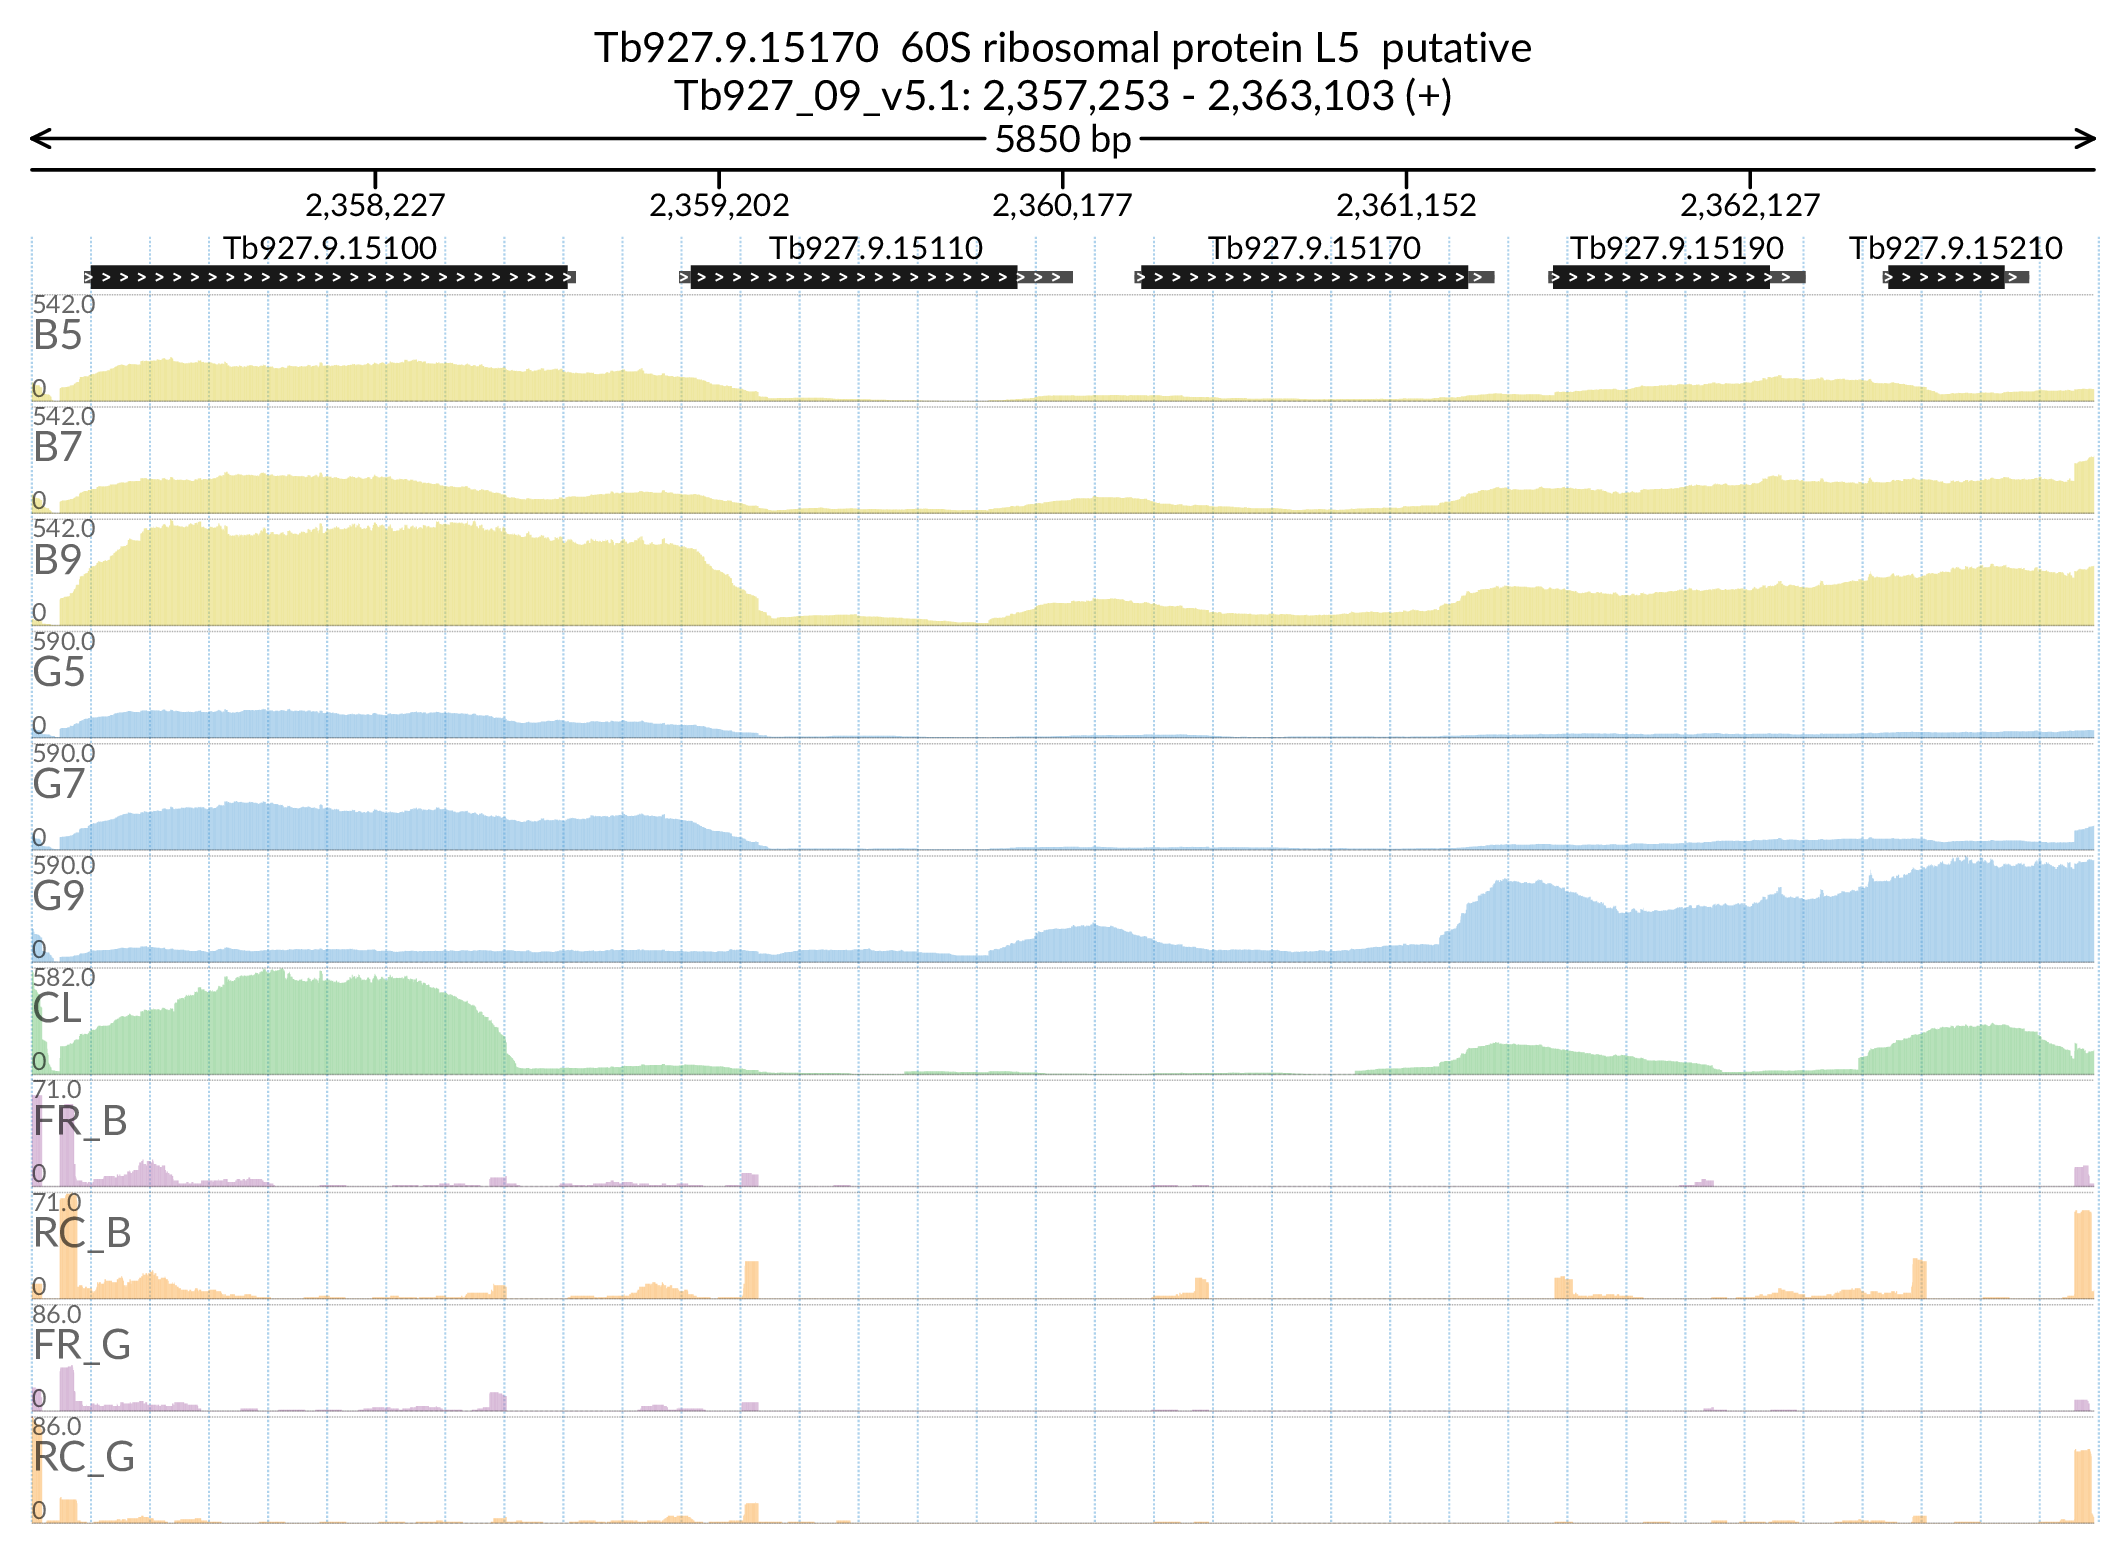 Tb927.9.15170  60S ribosomal protein L5  putative
Tb927_09_v5.1: 2,357,253 - 2,363,103 (+)
5850 bp
2,358,227 2,359,202 2,360,177 2,361,152 2,362,127
Tb927.9.15100 Tb927.9.15110 Tb927.9.15170 Tb927.9.15190 Tb927.9.15210
542.0
B5
0
542.0
B7
0
542.0
B9
0
590.0
G5
0
590.0
G7
0
590.0
G9
0
582.0
CL
0
71.0
FR_B
0
71.0
RC_B
0
86.0
FR_G
0
86.0
RC_G
0